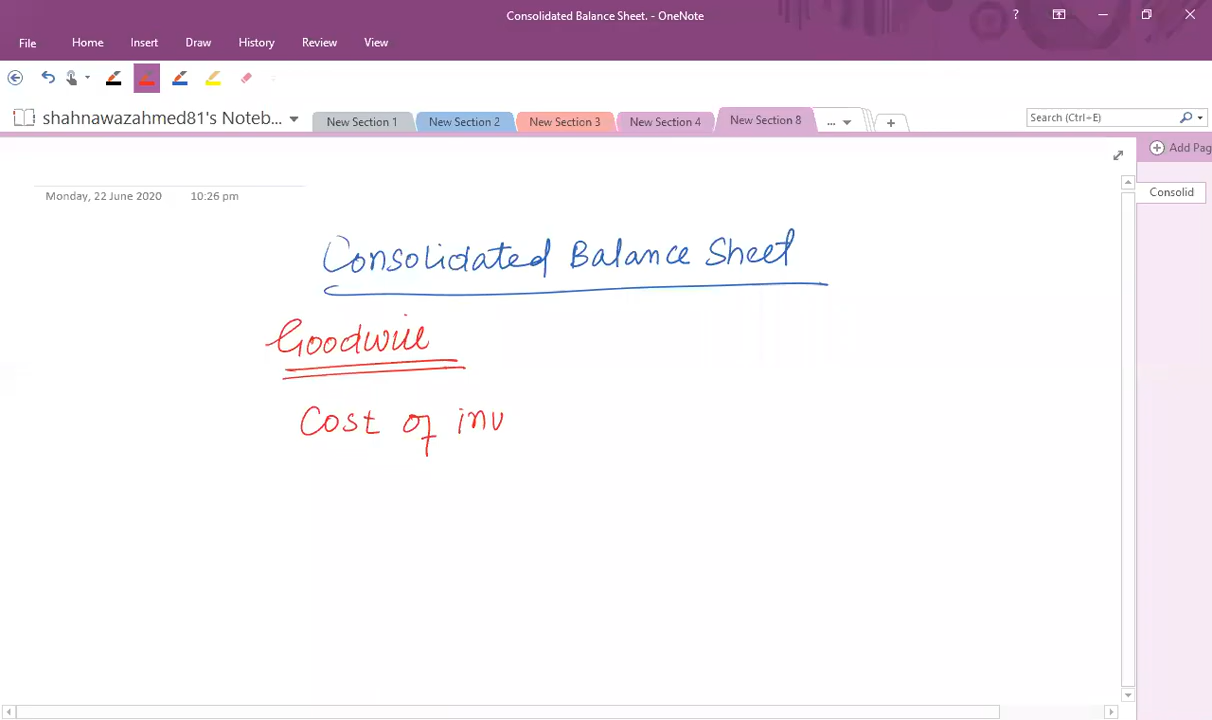 Consolidated Balance Sheet. - OneNote
?
File Home Insert Draw History Review View
shahnawazahmed81's Noteb... New Section 1 New Section 2 New Section 3 New Section 4 New Section 8 ... + Search (Ctrl+E)
Add Pag
Monday, 22 June 2020 10:26 pm
Consolid
Consolidated Balance Sheet
Goodwill
Cost of inv